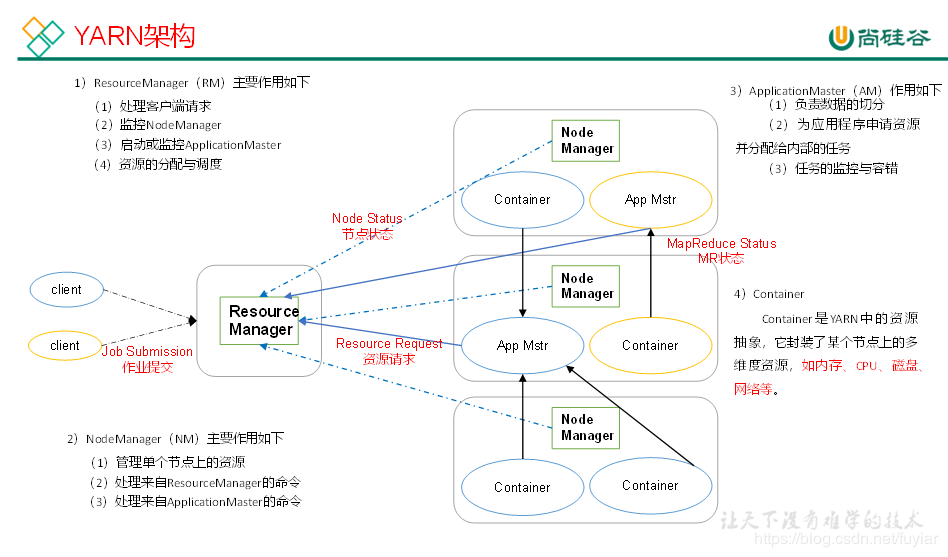 YARN架构
尚硅谷
1）ResourceManager（RM）主要作用如下
（1）处理客户端请求
（2）监控NodeManager
（3）启动或监控ApplicationMaster
（4）资源的分配与调度
3）ApplicationMaster（AM）作用如下
（1）负责数据的切分
（2）为应用程序申请资源
并分配给内部的任务
（3）任务的监控与容错
Node
Manager
Container
App Mstr
Node Status
节点状态
MapReduce Status
MR状态
client
client
Job Submission
作业提交
Resource
Manager
Resource Request
资源请求
Node
Manager
App Mstr
Container
4）Container
Container是YARN中的资源
抽象，它封装了某个节点上的多
维度资源，如内存、CPU、磁盘、
网络等。
2）NodeManager（NM）主要作用如下
（1）管理单个节点上的资源
（2）处理来自ResourceManager的命令
（3）处理来自ApplicationMaster的命令
Node
Manager
Container
Container
让天下没有难学的技术
https://blog.csdn.net/fuyiar